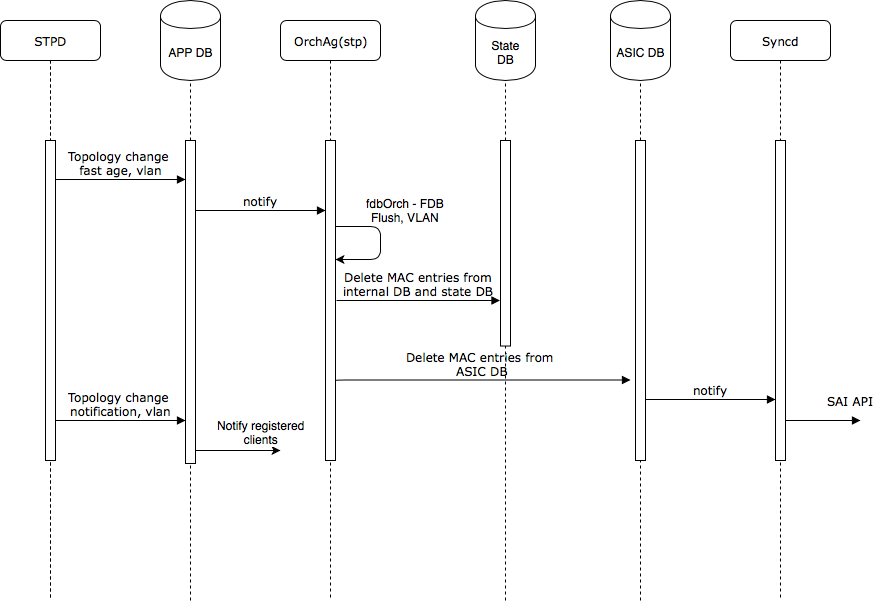 STPD
APP DB
OrchAg(stp)
State
DB
ASIC DB
Syncd
Topology change
fast age, vlan
notify
fdbOrch - FDB
Flush, VLAN
Delete MAC entries from
internal DB and state DB
Delete MAC entries from
ASIC DB
notify
SAI API
Topology change
notification, vlan
Notify registered
clients